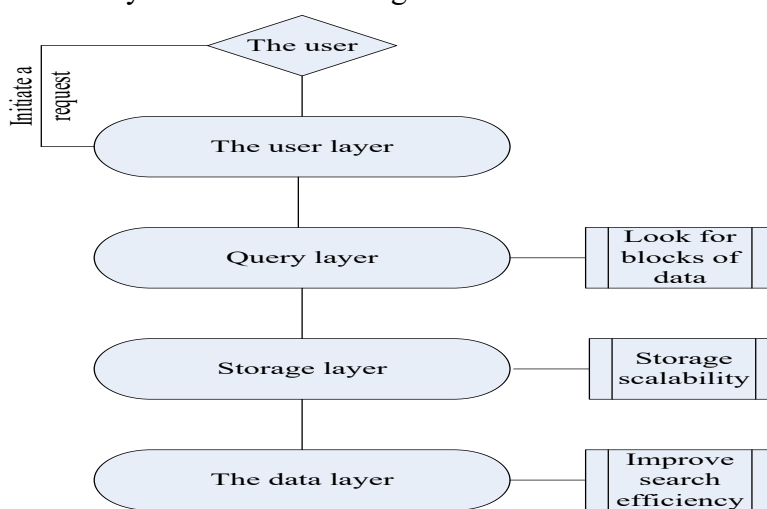 The user
Initiate a
request
The user layer
Query layer
Look for
blocks of
data
Storage layer
Storage
scalability
The data layer
Improve
search
efficiency